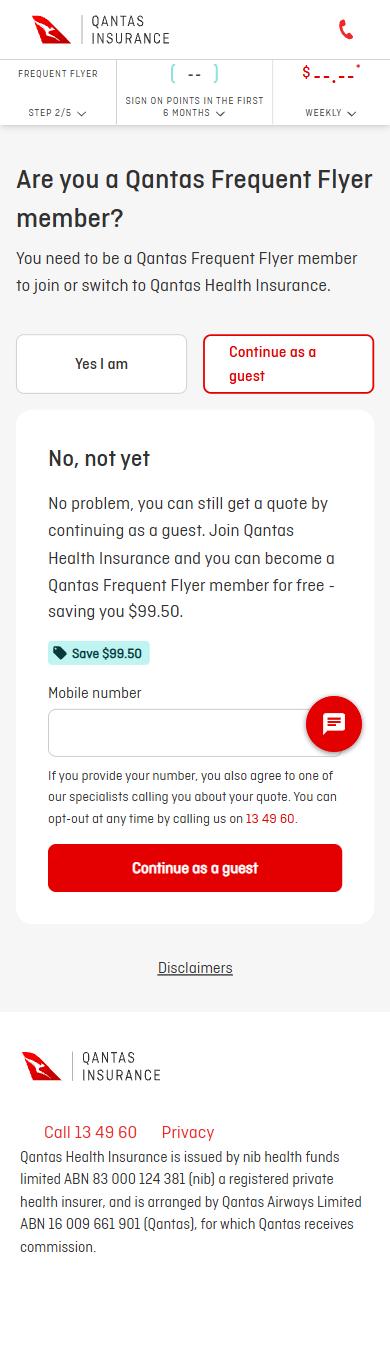 QANTAS
INSURANCE
FREQUENT FLYER
STEP 2/5
--
SIGN ON POINTS IN THE FIRST
6 MONTHS
$--.--*
WEEKLY
Are you a Qantas Frequent Flyer
member?
You need to be a Qantas Frequent Flyer member
to join or switch to Qantas Health Insurance.
Yes I am
Continue as a
guest
No, not yet
No problem, you can still get a quote by
continuing as a guest. Join Qantas
Health Insurance and you can become a
Qantas Frequent Flyer member for free -
saving you $99.50.
Save $99.50
Mobile number
If you provide your number, you also agree to one of
our specialists calling you about your quote. You can
opt-out at any time by calling us on 13 49 60.
Continue as a guest
Disclaimers
QANTAS
INSURANCE
Call 13 49 60 Privacy
Qantas Health Insurance is issued by nib health funds
limited ABN 83 000 124 381 (nib) a registered private
health insurer, and is arranged by Qantas Airways Limited
ABN 16 009 661 901 (Qantas), for which Qantas receives
commission.